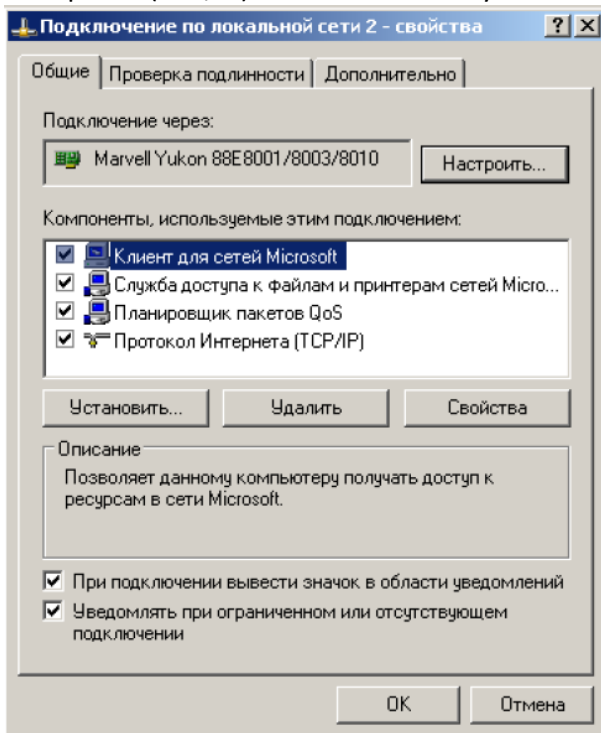 Подключение по локальной сети 2 - свойства
Общие
Проверка подлинности
Дополнительно
Подключение через:
Marvell Yukon 88E8001/8003/8010
Настроить...
Компоненты, используемые этим подключением:
Клиент для сетей Microsoft
Служба доступа к файлам и принтерам сетей Micro...
Планировщик пакетов QoS
Протокол Интернета (TCP/IP)
Установить...
Удалить
Свойства
Описание
Позволяет данному компьютеру получать доступ к
ресурсам в сети Microsoft.
При подключении вывести значок в области уведомлений
Уведомлять при ограниченном или отсутствующем
подключении
OK
Отмена